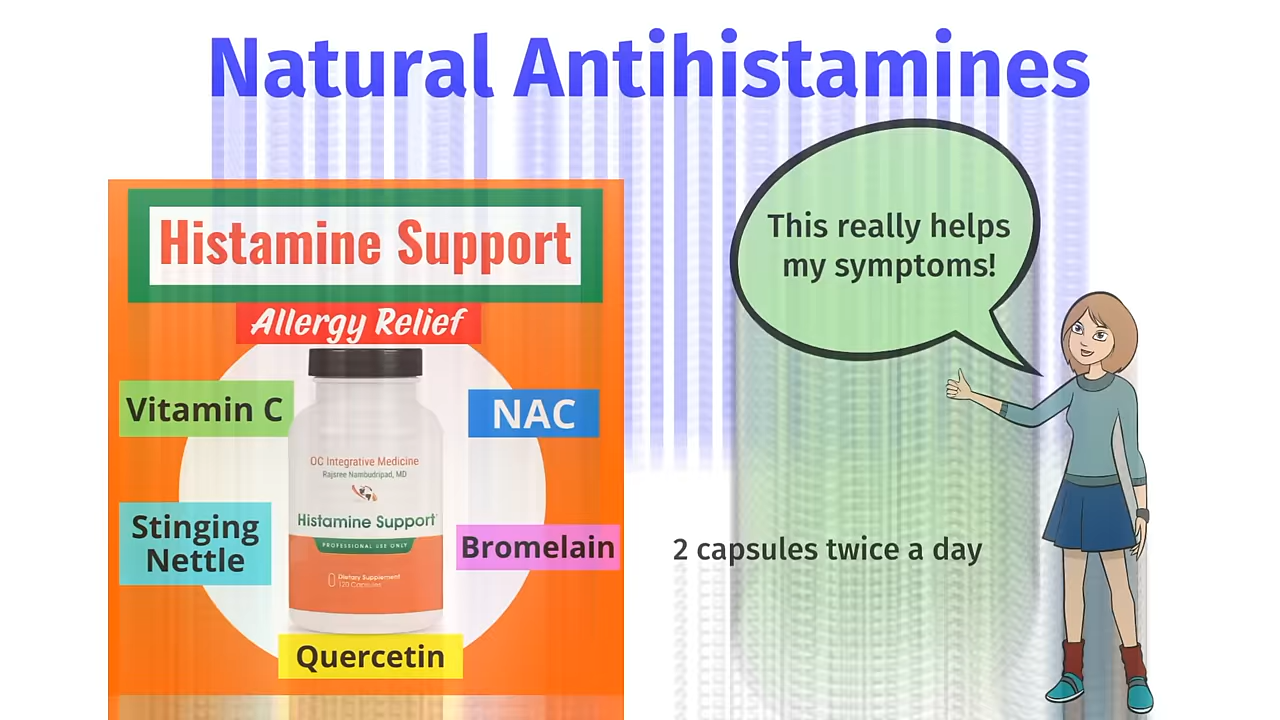 Natural Antihistamines
Histamine Support
Allergy Relief
Vitamin C
NAC
OC Integrative Medicine
Rajsree Nambudripad, MD
Histamine Support
PROFESSIONAL USE ONLY
Dietary Supplement
120 Capsules
Stinging
Nettle
Bromelain
Quercetin
This really helps
my symptoms!
2 capsules twice a day